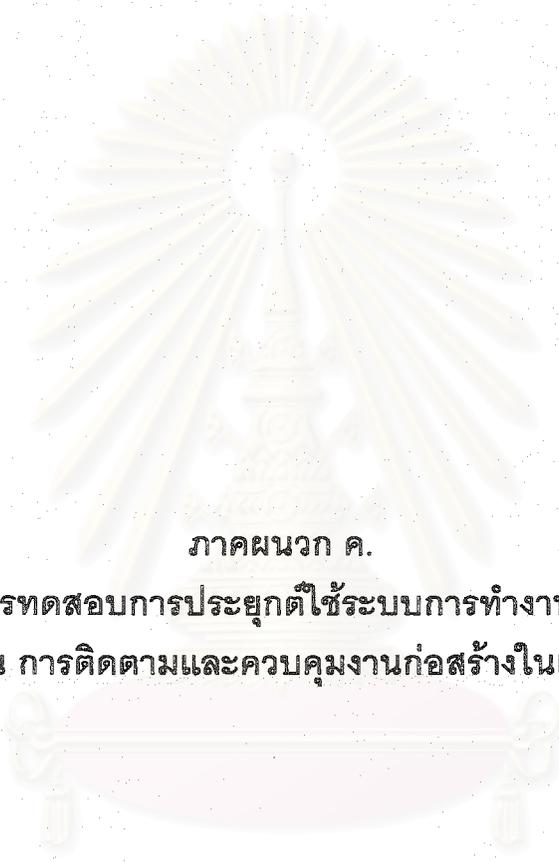 ภาคผนวก ค.
รทดสอบการประยุกต์ใช้ระบบการทำงา
การติดตามและควบคุมงานก่อสร้างใน